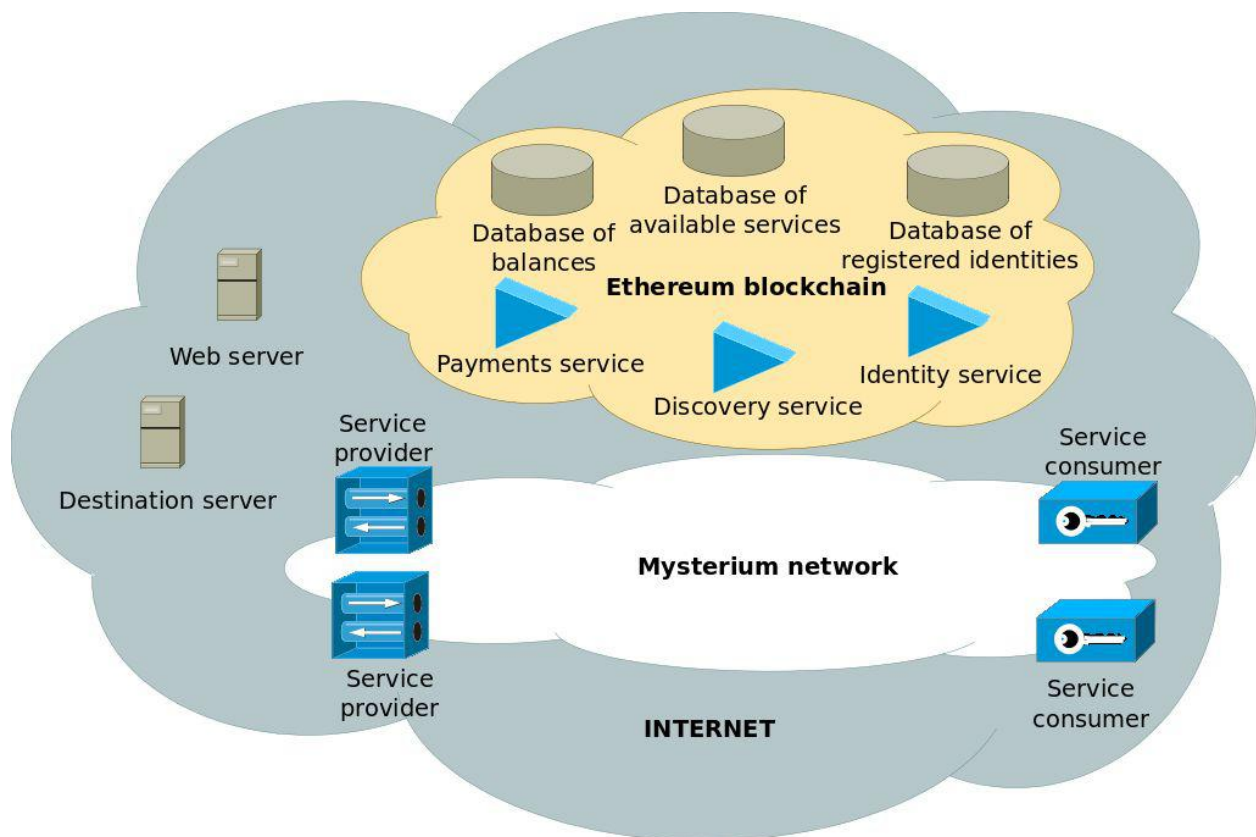 Database of
available services
Database of
balances
Database of
registered identities
Ethereum blockchain
Payments service
Discovery service
Identity service
Web server
Destination server
Service
provider
Service
consumer
Mysterium network
Service
provider
Service
consumer
INTERNET